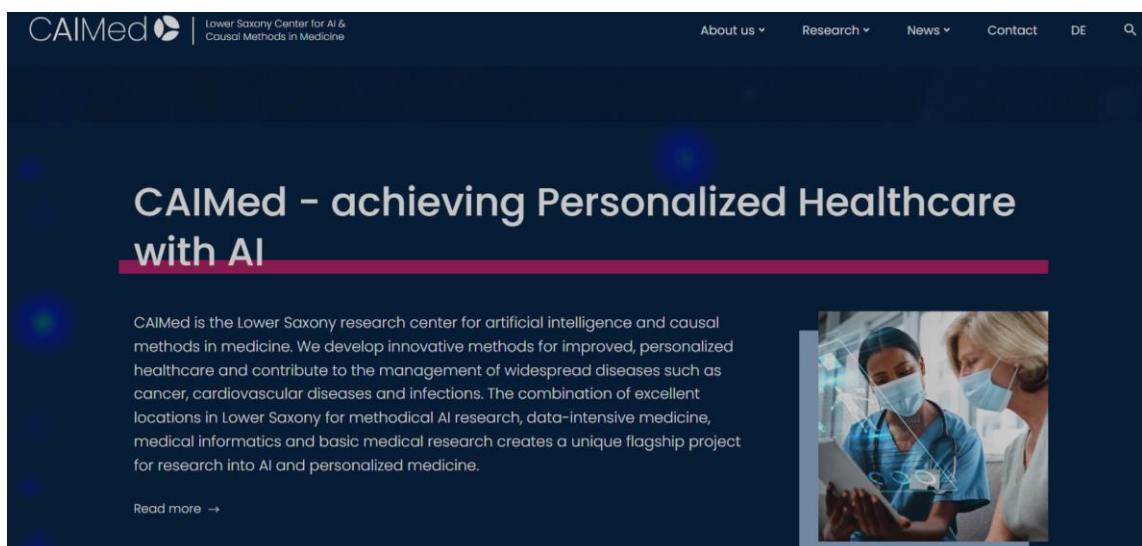 CAIMed
Lower Saxony Center for AI &
Causal Methods in Medicine
About us
Research
News
Contact
DE
CAIMed - achieving Personalized Healthcare
with AI
CAIMed is the Lower Saxony research center for artificial intelligence and causal
methods in medicine. We develop innovative methods for improved, personalized
healthcare and contribute to the management of widespread diseases such as
cancer, cardiovascular diseases and infections. The combination of excellent
locations in Lower Saxony for methodical AI research, data-intensive medicine,
medical informatics and basic medical research creates a unique flagship project
for research into AI and personalized medicine.
Read more →